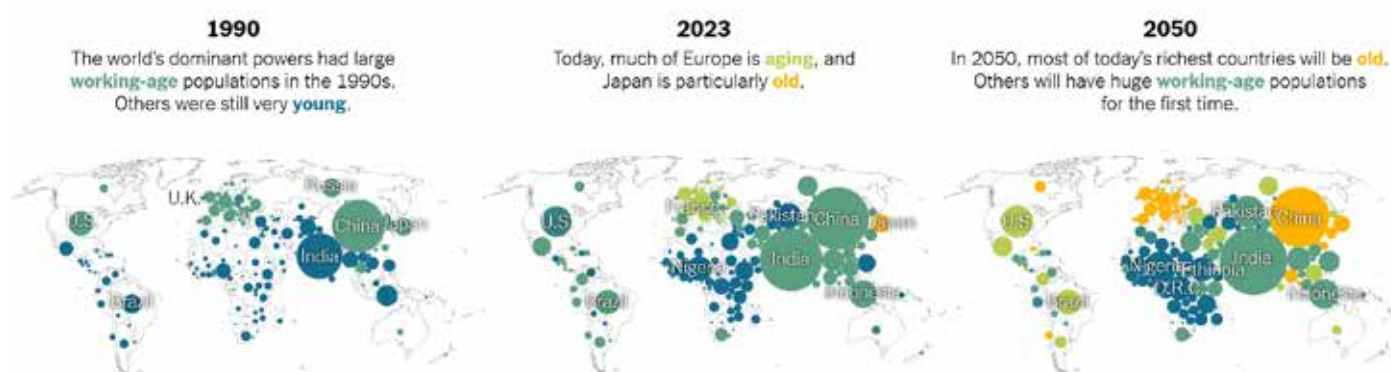 1990
The world's dominant powers had large
working-age populations in the 1990s.
Others were still very young.
U.K.
Russia
U.S.
China
Japan
India
Brazil
2023
Today, much of Europe is aging, and
Japan is particularly old.
France
U.S
Pakistan
China
Japan
Nigeria
India
Brazil
Indonesia
2050
In 2050, most of today's richest countries will be old.
Others will have huge working-age populations
for the first time.
U.S
Pakistan
China
Nigeria
Ethiopia
India
D.R.C.
Brazil
Indonesia